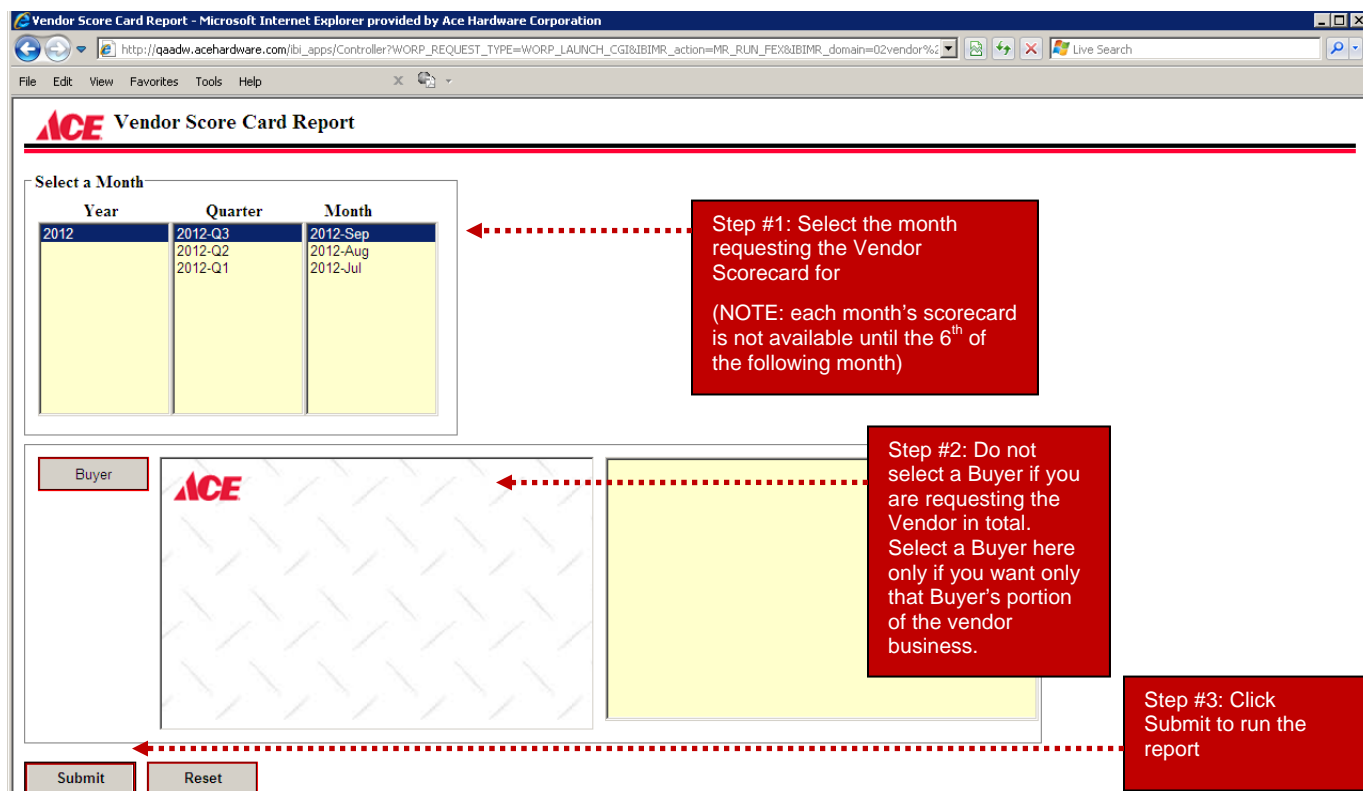 Vendor Score Card Report - Microsoft Internet Explorer provided by Ace Hardware Corporation
http://qaadw.acehardware.com/ibi_apps/Controller?WORP_REQUEST_TYPE=WORP_LAUNCH_CGI&IBIMR_action=MR_RUN_FEX&IBIMR_domain=02vendor%2
Live Search
File Edit View Favorites Tools Help
ACE Vendor Score Card Report
Select a Month
Year Quarter Month
2012 2012-Q3 2012-Sep
2012-Q2 2012-Aug
2012-Q1 2012-Jul
Step #1: Select the month
requesting the Vendor
Scorecard for
(NOTE: each month’s scorecard
is not available until the 6th of
the following month)
Buyer
ACE
Step #2: Do not
select a Buyer if you
are requesting the
Vendor in total.
Select a Buyer here
only if you want only
that Buyer’s portion
of the vendor
business.
Step #3: Click
Submit to run the
report
Submit Reset